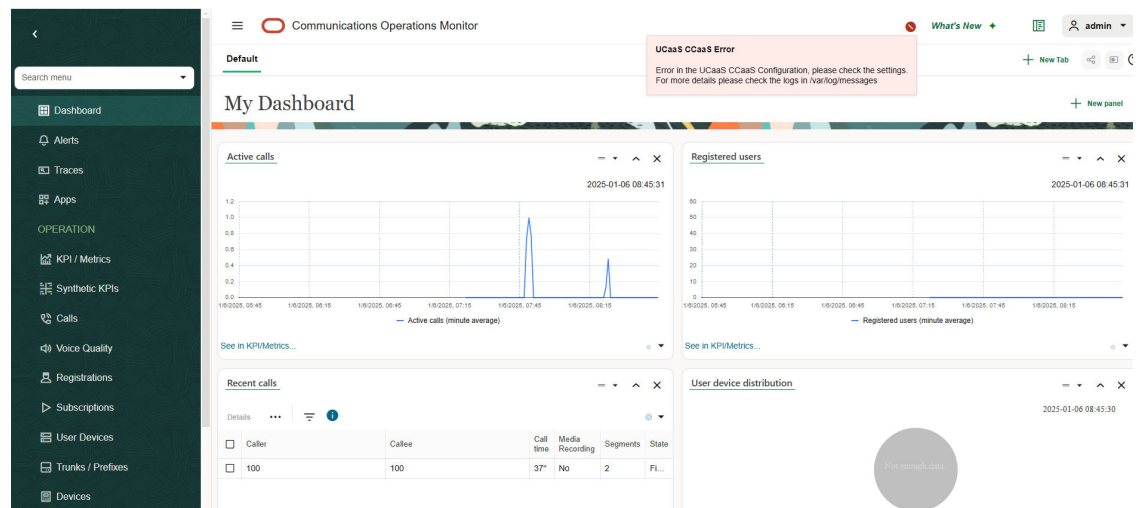 Communications Operations Monitor
What's New
admin
Search menu
Dashboard
Alerts
Traces
Apps
OPERATION
KPI / Metrics
Synthetic KPIs
Calls
Voice Quality
Registrations
Subscriptions
User Devices
Trunks / Prefixes
Devices
Default
UCaaS CCaaS Error
Error in the UCaaS CCaaS Configuration, please check the settings.
For more details please check the logs in /var/log/messages
New Tab
My Dashboard
New panel
Active calls
2025-01-06 08:45:31
1.2
1.0
0.8
0.6
0.4
0.2
0.0
1/6/2025, 05:45 1/6/2025, 06:15 1/6/2025, 06:45 1/6/2025, 07:15 1/6/2025, 07:45 1/6/2025, 08:15
Active calls (minute average)
See in KPI/Metrics...
Registered users
2025-01-06 08:45:31
60
50
40
30
20
10
0
1/6/2025, 05:45 1/6/2025, 06:15 1/6/2025, 06:45 1/6/2025, 07:15 1/6/2025, 07:45 1/6/2025, 08:15
Registered users (minute average)
See in KPI/Metrics...
Recent calls
Details
Caller Callee Call time Media Recording Segments State
100 100 37" No 2 Fi...
User device distribution
2025-01-06 08:45:30
Not enough data